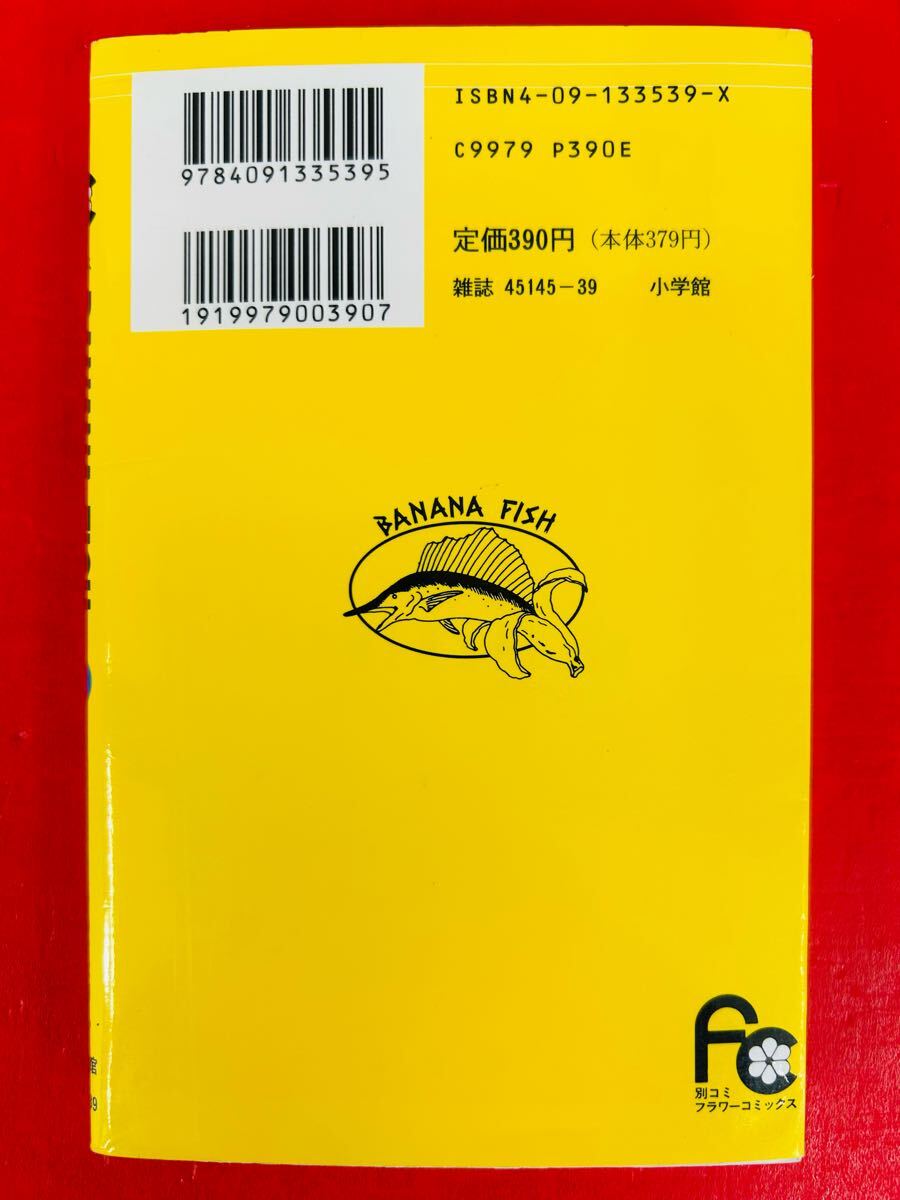 ISBN4-09-133539-X
C9979 P390E
9784091335395
定価390円（本体379円）
雑誌 45145-39 小学館
1919979003907
BANANA FISH
FC
別コミ
フラワーコミックス
館
39